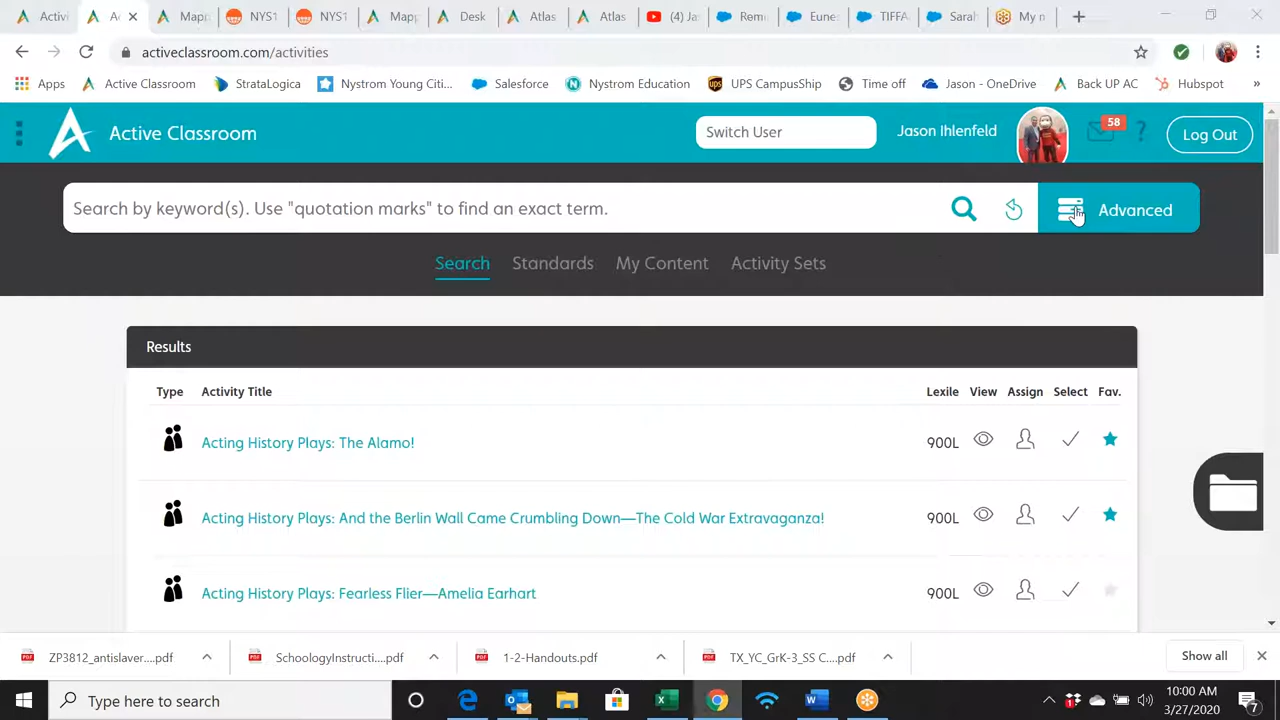 Activi
Ac
Mapp
NYS1
NYS1
Mapp
Desk
Atlas
Atlas
(4) Ja
Rem
Eune
TIFFA
Sarah
My n
activeclassroom.com/activities
Apps
Active Classroom
StrataLogica
Nystrom Young Citi...
Salesforce
Nystrom Education
UPS CampusShip
Time off
Jason - OneDrive
Back UP AC
Hubspot
»
Active Classroom
Switch User
Jason Ihlenfeld
58
?
Log Out
Search by keyword(s). Use "quotation marks" to find an exact term.
Advanced
Search
Standards
My Content
Activity Sets
Results
Type
Activity Title
Lexile
View
Assign
Select
Fav.
Acting History Plays: The Alamo!
900L
Acting History Plays: And the Berlin Wall Came Crumbling Down—The Cold War Extravaganza!
900L
Acting History Plays: Fearless Flier—Amelia Earhart
900L
ZP3812_antislaver....pdf
SchoologyInstructi....pdf
1-2-Handouts.pdf
TX_YC_GrK-3_SS C....pdf
Show all
Type here to search
10:00 AM
3/27/2020
7